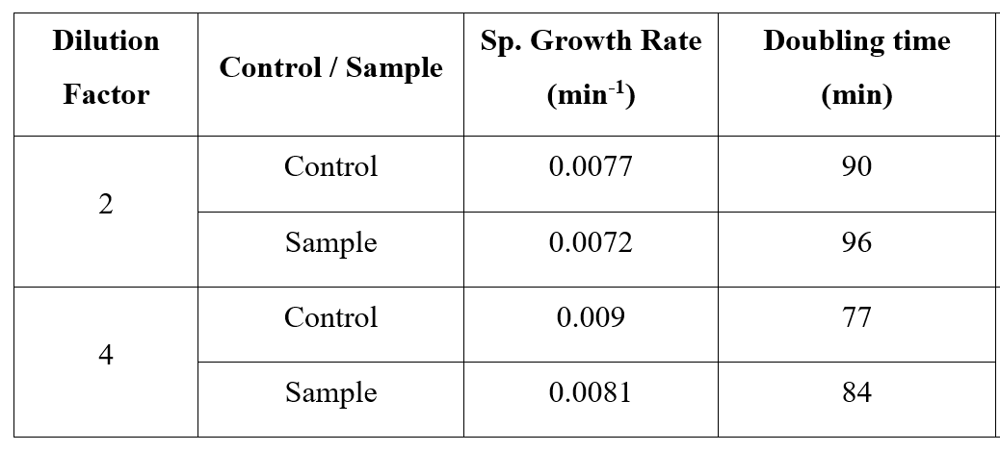 Dilution Factor | Control / Sample | Sp. Growth Rate (min⁻¹) | Doubling time (min)
2 | Control | 0.0077 | 90
Sample | 0.0072 | 96
4 | Control | 0.009 | 77
Sample | 0.0081 | 84